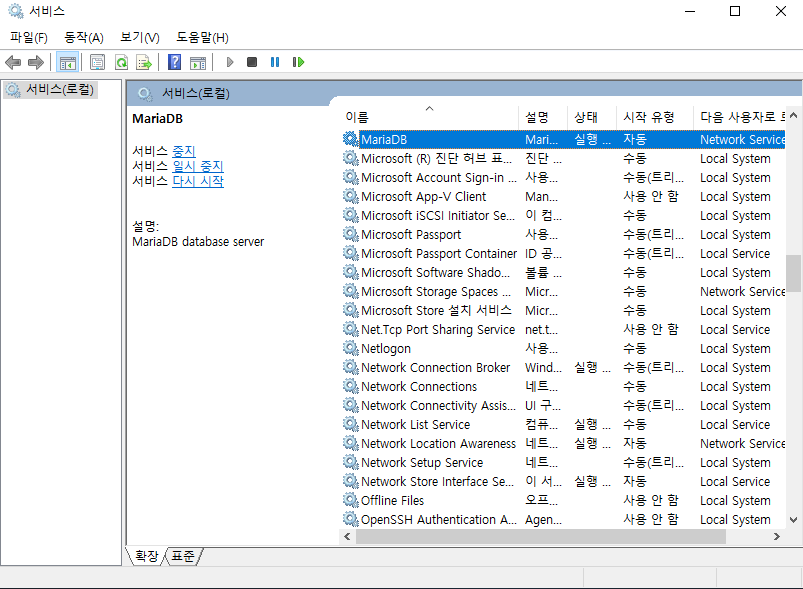 서비스
파일(F) 동작(A) 보기(V) 도움말(H)
서비스(로컬)
서비스(로컬)
MariaDB
서비스 중지
서비스 일시 중지
서비스 다시 시작
설명:
MariaDB database server
이름 설명 상태 시작 유형 다음 사용자로
MariaDB Mari... 실행 ... 자동 Network Service
Microsoft (R) 진단 허브 표... 진단 ... 수동 Local System
Microsoft Account Sign-in ... 사용... 수동(트리... Local System
Microsoft App-V Client Man... 사용 안 함 Local System
Microsoft iSCSI Initiator Se... 이 컴... 수동 Local System
Microsoft Passport 사용... 수동(트리... Local System
Microsoft Passport Container ID 공... 수동(트리... Local Service
Microsoft Software Shado... 볼륨 ... 수동 Local System
Microsoft Storage Spaces ... Micr... 수동 Network Service
Microsoft Store 설치 서비스 Micr... 수동 Local System
Net.Tcp Port Sharing Service net.t... 사용 안 함 Local Service
Netlogon 사용... 수동 Local System
Network Connection Broker Wind... 실행 ... 수동(트리... Local System
Network Connections 네트... 수동 Local System
Network Connectivity Assis... UI 구... 수동(트리... Local System
Network List Service 컴퓨... 실행 ... 수동 Local Service
Network Location Awareness 네트... 실행 ... 자동 Network Service
Network Setup Service 네트... 수동(트리... Local System
Network Store Interface Se... 이 서... 실행 ... 자동 Local Service
Offline Files 오프... 사용 안 함 Local System
OpenSSH Authentication A... Agen... 사용 안 함 Local System
확장 표준